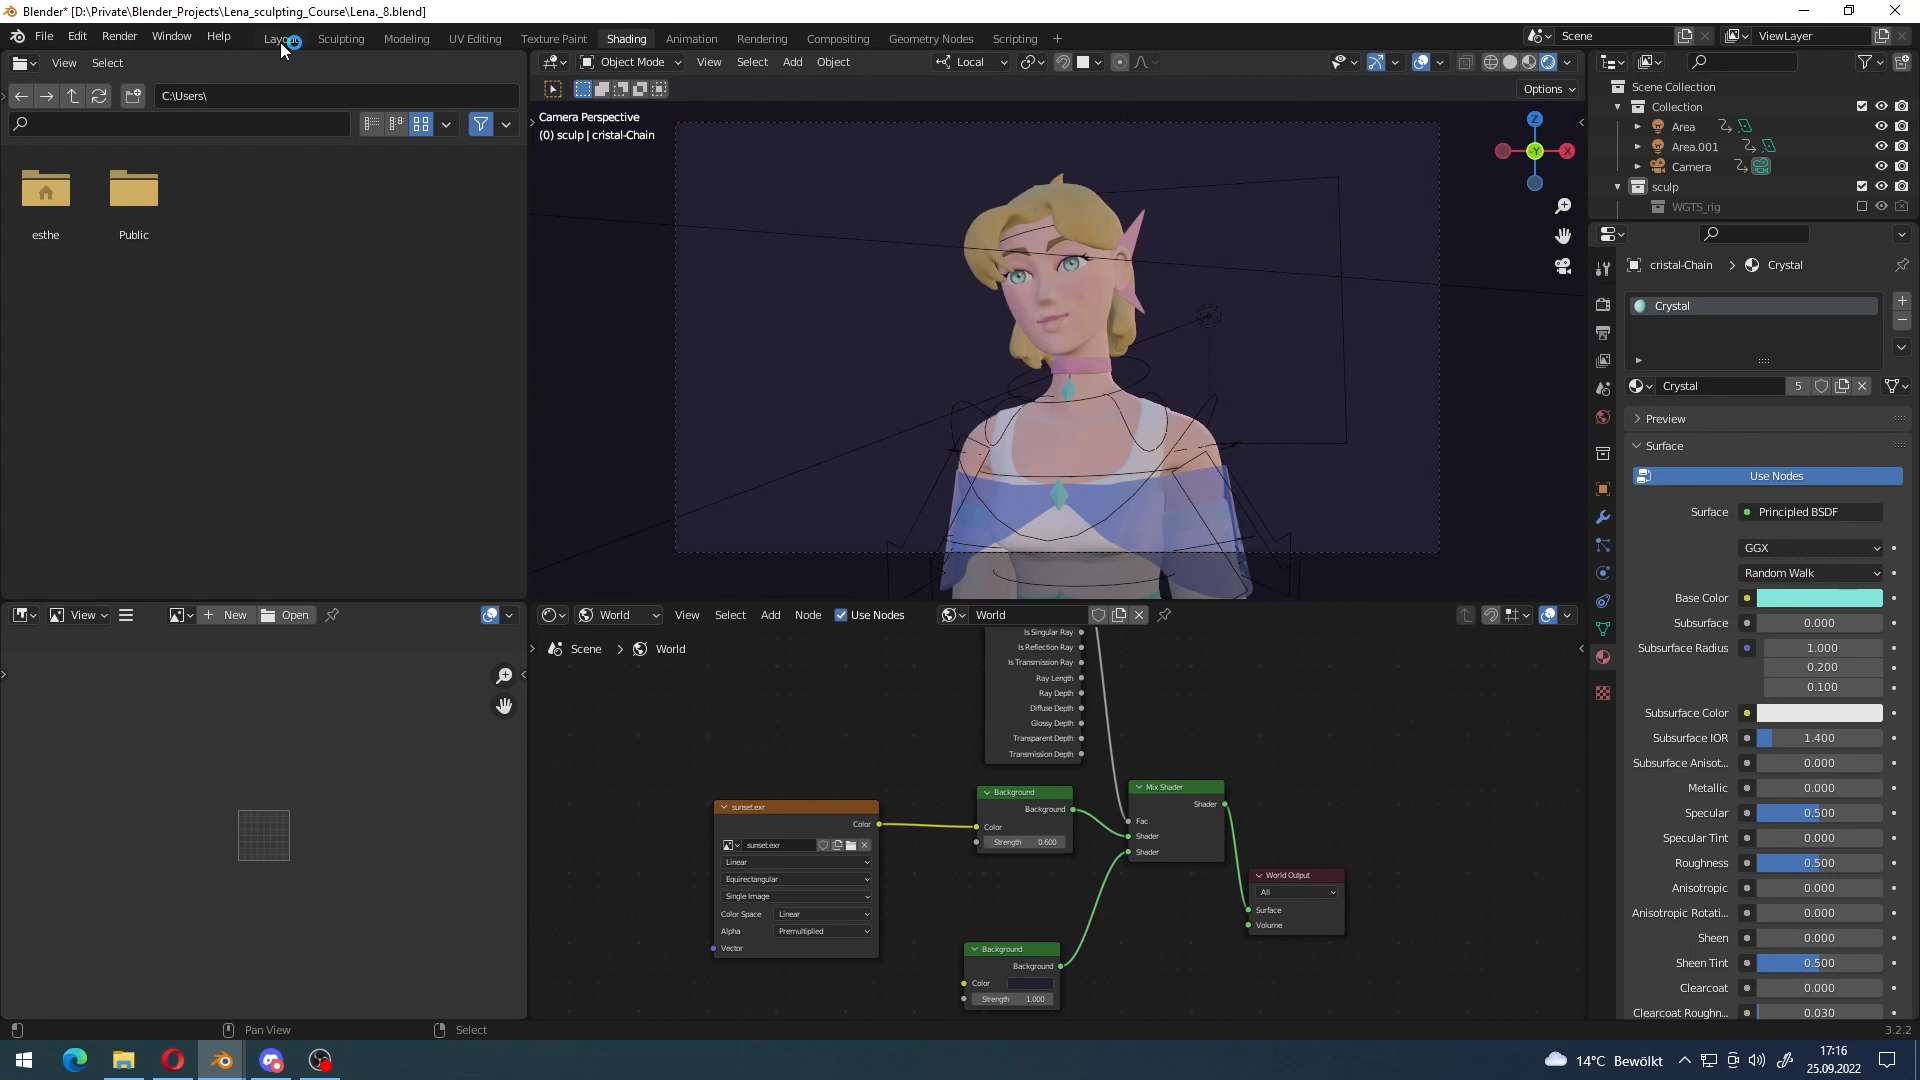 Blender* [D:\Private\Blender_Projects\Lena_sculpting_Course\Lena._8.blend]
File Edit Render Window Help
Sculpting Modeling UV Editing Texture Paint Shading Animation Rendering Compositing Geometry Nodes Scripting +
Scene
ViewLayer
View Select
C:\Users\
esthe
Public
Object Mode View Select Add Object
Local
Options
Camera Perspective
(0) sculp | cristal-Chain
Z
-Y
X
Scene Collection
Collection
Area
Area.001
Camera
sculp
WGTS_rig
cristal-Chain > Crystal
Crystal
Crystal 5
Preview
Surface
Use Nodes
Surface Principled BSDF
GGX
Random Walk
Base Color
Subsurface 0.000
Subsurface Radius 1.000
0.200
0.100
Subsurface Color
Subsurface IOR 1.400
Subsurface Anisot... 0.000
Metallic 0.000
Specular 0.500
Specular Tint 0.000
Roughness 0.500
Anisotropic 0.000
Anisotropic Rotati... 0.000
Sheen 0.000
Sheen Tint 0.500
Clearcoat 0.000
Clearcoat Roughn... 0.030
View
+ New Open
World View Select Add Node Use Nodes
World
Scene > World
Is Singular Ray
Is Reflection Ray
Is Transmission Ray
Ray Length
Ray Depth
Diffuse Depth
Glossy Depth
Transparent Depth
Transmission Depth
sunset.exr
Color
sunset.exr
Linear
Equirectangular
Single Image
Color Space Linear
Alpha Premultiplied
Vector
Background
Background
Color
Strength 0.600
Mix Shader
Shader
Fac
Shader
Shader
World Output
All
Surface
Volume
Background
Background
Color
Strength 1.000
Pan View
Select
3.2.2
14°C Bewölkt
17:16
25.09.2022